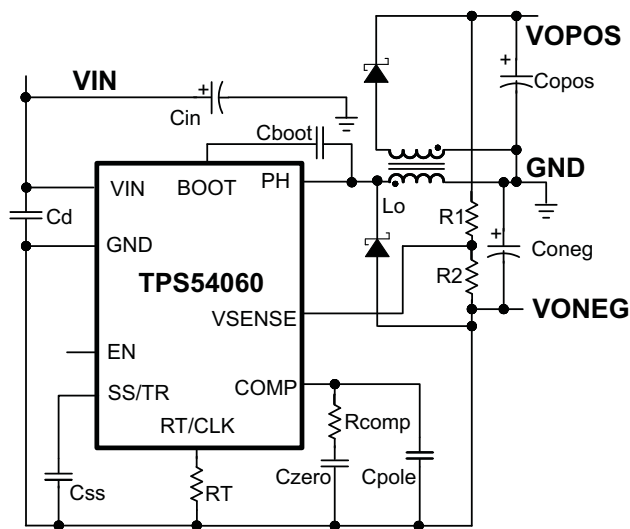 VOPOS
VIN
Copos
Cin
Cboot
GND
VIN
BOOT
PH
Lo
R1
Cd
GND
Coneg
TPS54060
R2
VSENSE
VONEG
EN
COMP
SS/TR
Rcomp
RT/CLK
Czero
Cpole
Css
RT